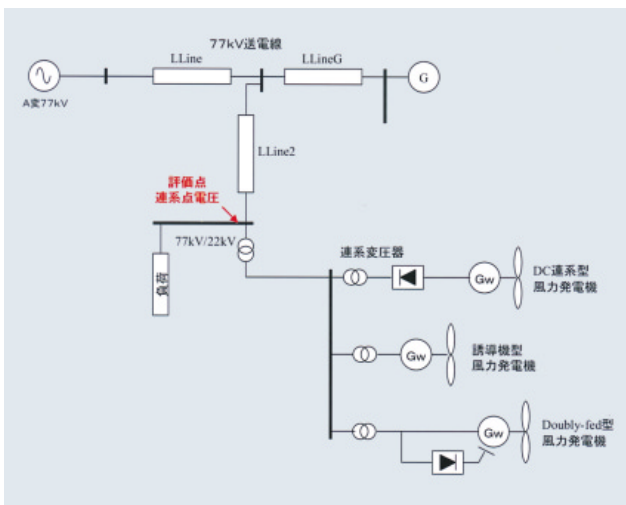 77kV送電線
LLine
LLineG
A変77kV
G
LLine2
評価点
連系点電圧
77kV/22kV
負荷
連系変圧器
Gw
DC連系型
風力発電機
Gw
誘導機型
風力発電機
Gw
Doubly-fed型
風力発電機